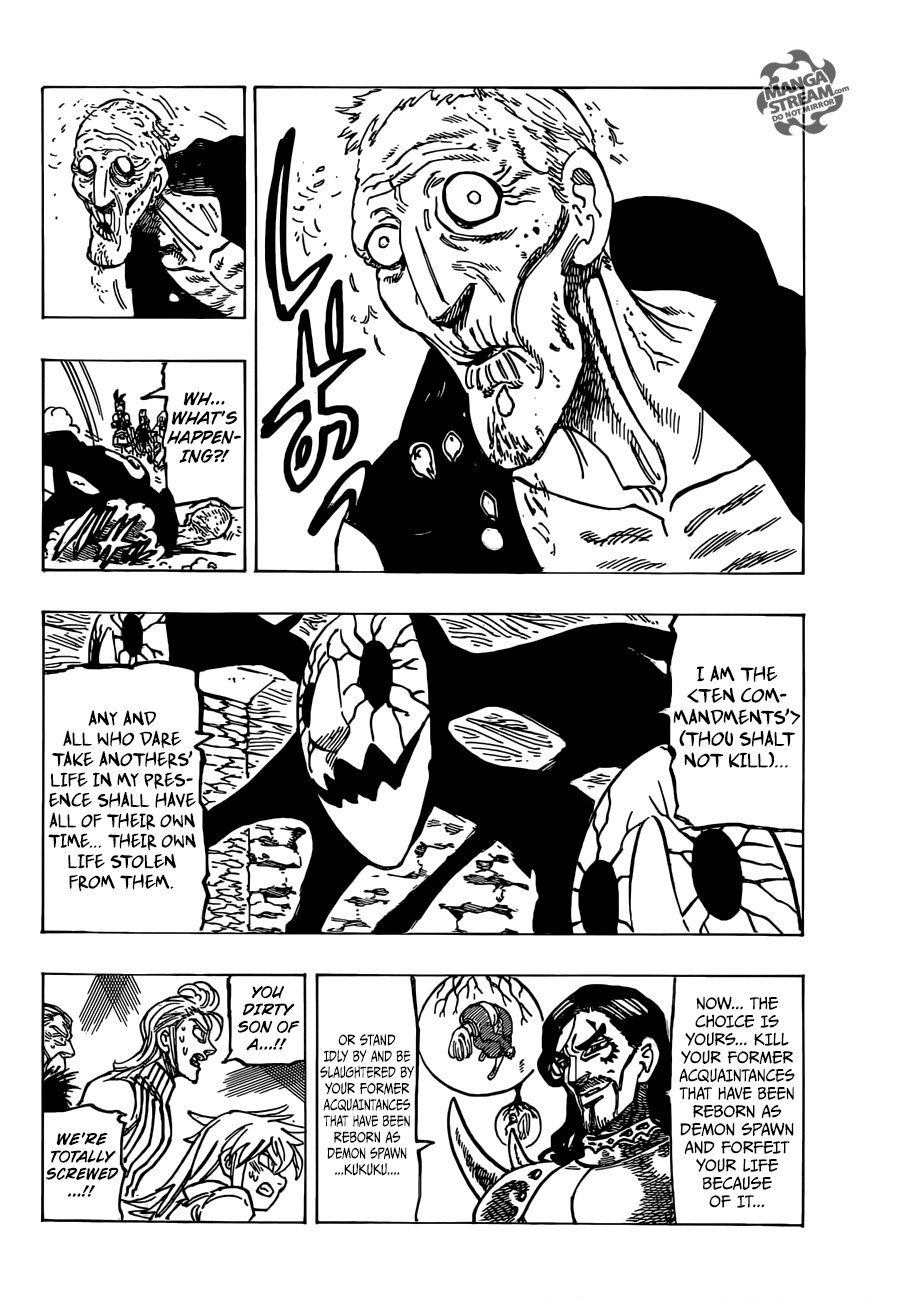 MANGA
STREAM.com
DO NOT MIRROR
WH...
WHAT'S
HAPPEN-
ING?!
I AM THE
<TEN COM-
MANDMENTS'>
(THOU SHALT
NOT KILL)...
ANY AND
ALL WHO DARE
TAKE ANOTHERS'
LIFE IN MY PRES-
ENCE SHALL HAVE
ALL OF THEIR OWN
TIME... THEIR OWN
LIFE STOLEN
FROM THEM.
NOW... THE
CHOICE IS
YOURS... KILL
YOUR FORMER
ACQUAINTANCES
THAT HAVE BEEN
REBORN AS
DEMON SPAWN
AND FORFEIT
YOUR LIFE
BECAUSE
OF IT...
OR STAND
IDLY BY AND BE
SLAUGHTERED BY
YOUR FORMER
ACQUAINTANCES
THAT HAVE BEEN
REBORN AS
DEMON SPAWN
...KUKUKU....
YOU
DIRTY
SON OF
A...!!
WE'RE
TOTALLY
SCREWED
...!!